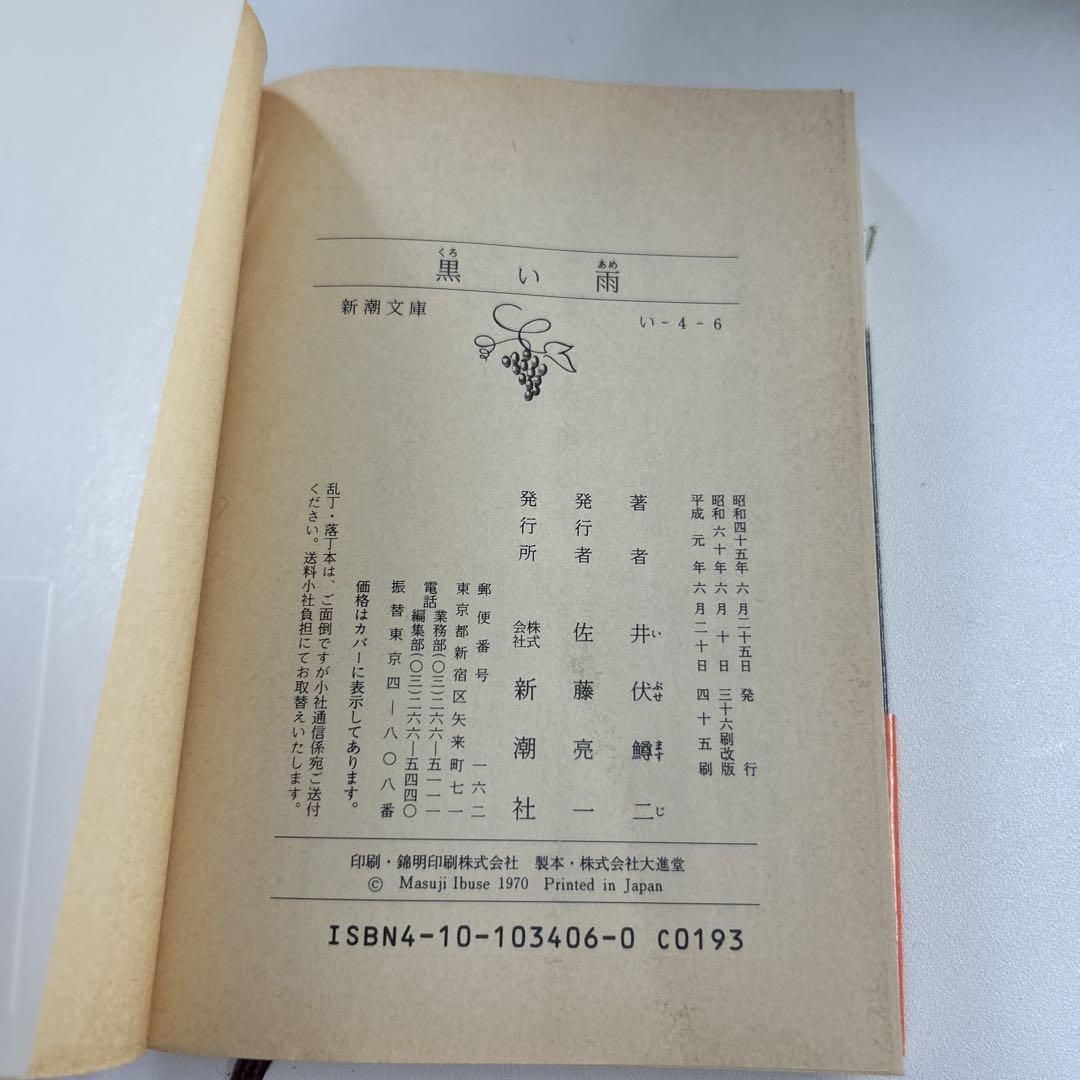 黒い雨
くろ あめ
新潮文庫
い-4-6
昭和四十五年六月二十五日発行
昭和六十年六月十日三十六刷改版
平成元年六月二十日四十五刷
著者 井伏鱒二
い ぶせ ます じ
発行者 佐藤亮一
発行所 株式会社 新潮社
郵便番号 一六二
東京都新宿区矢来町七一
電話 業務部(〇三)二六六―五一一一
編集部(〇三)二六六―五四四〇
振替東京四―八〇八番
価格はカバーに表示してあります。
乱丁・落丁本は、ご面倒ですが小社通信係宛ご送付
ください。送料小社負担にてお取替えいたします。
印刷・錦明印刷株式会社 製本・株式会社大進堂
© Masuji Ibuse 1970 Printed in Japan
ISBN4-10-103406-0 C0193